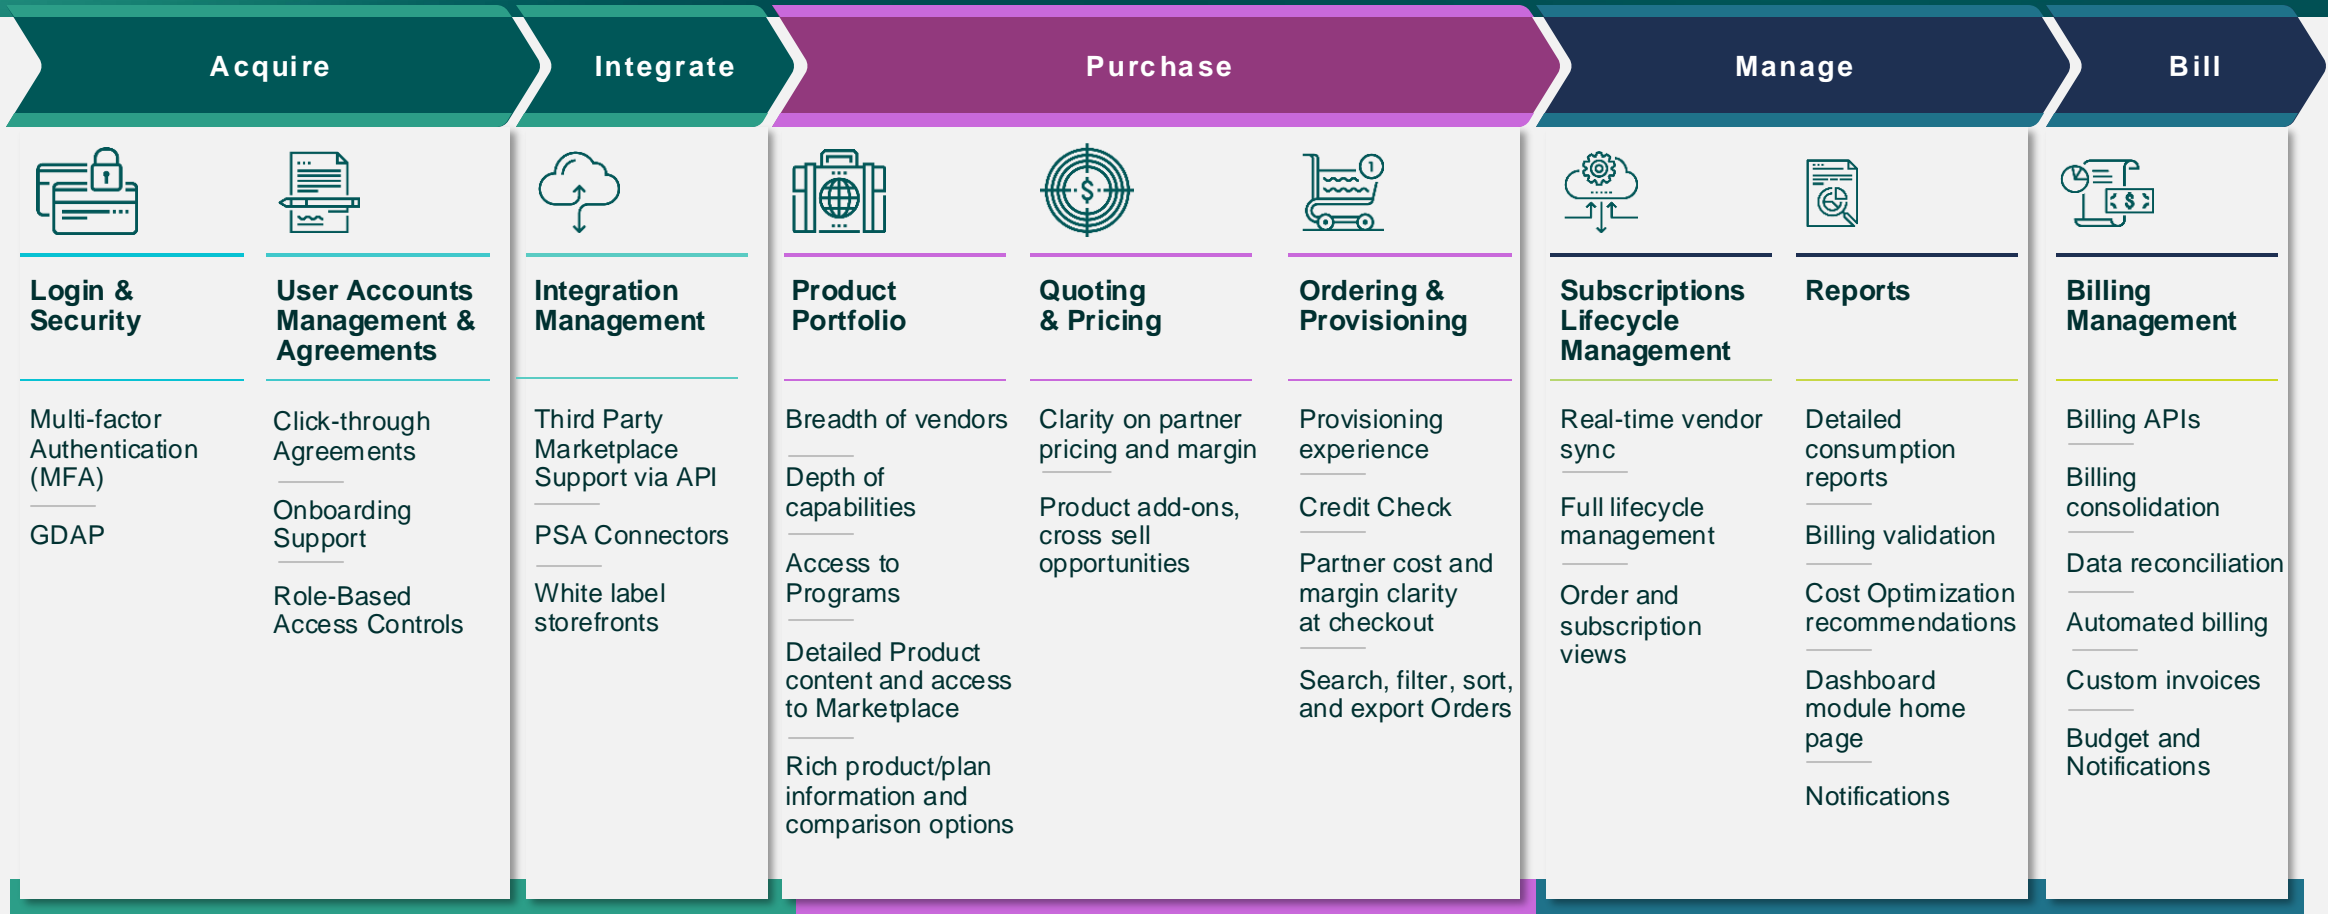 Acquire
Integrate
Purchase
Manage
Bill
1
$
$
Login &
Security
Multi-factor
Authentication
(MFA)
GDAP
User Accounts
Management &
Agreements
Click-through
Agreements
Onboarding
Support
Role-Based
Access Controls
Integration
Management
Third Party
Marketplace
Support via API
PSA Connectors
White label
storefronts
Product
Portfolio
Breadth of vendors
Depth of
capabilities
Access to
Programs
Detailed Product
content and access
to Marketplace
Rich product/plan
information and
comparison options
Quoting
& Pricing
Clarity on partner
pricing and margin
Product add-ons,
cross sell
opportunities
Ordering &
Provisioning
Provisioning
experience
Credit Check
Partner cost and
margin clarity
at checkout
Search, filter, sort,
and export Orders
Subscriptions
Lifecycle
Management
Real-time vendor
sync
Full lifecycle
management
Order and
subscription
views
Reports
Detailed
consumption
reports
Billing validation
Cost Optimization
recommendations
Dashboard
module home
page
Notifications
Billing
Management
Billing APIs
Billing
consolidation
Data reconciliation
Automated billing
Custom invoices
Budget and
Notifications